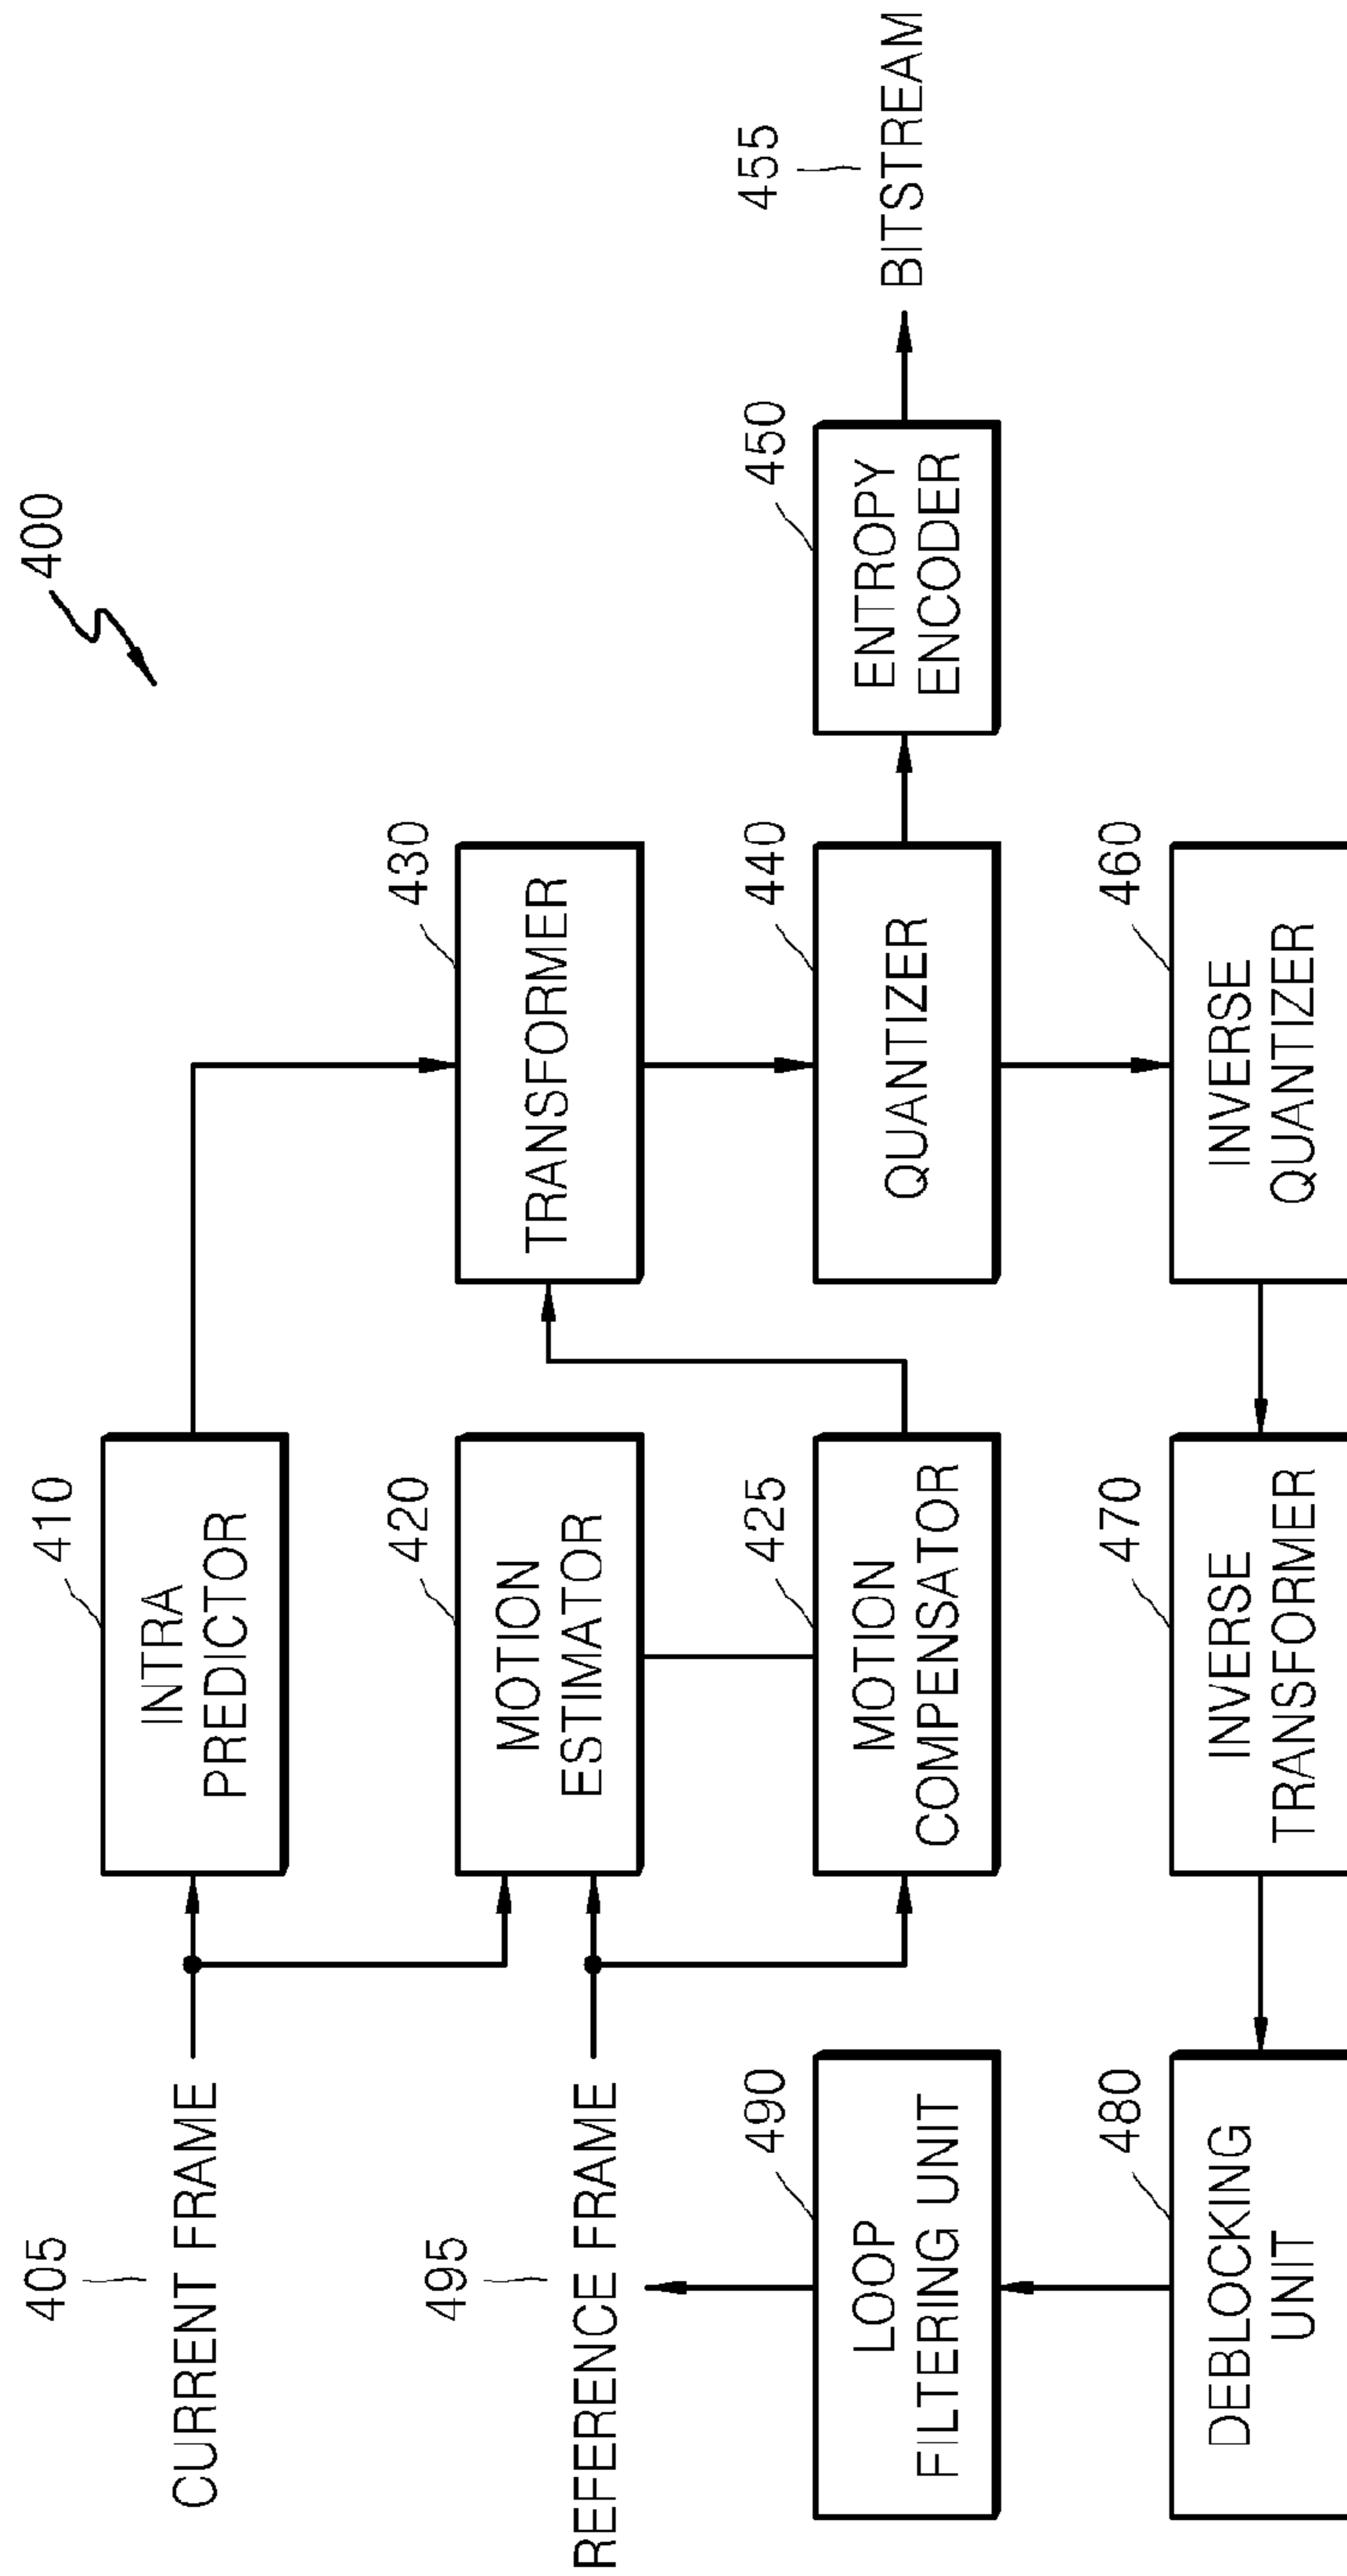 400
405
CURRENT FRAME
410
INTRA
PREDICTOR
495
REFERENCE FRAME
420
MOTION
ESTIMATOR
430
TRANSFORMER
490
LOOP
FILTERING UNIT
425
MOTION
COMPENSATOR
440
QUANTIZER
450
ENTROPY
ENCODER
455
BITSTREAM
480
DEBLOCKING
UNIT
470
INVERSE
TRANSFORMER
460
INVERSE
QUANTIZER